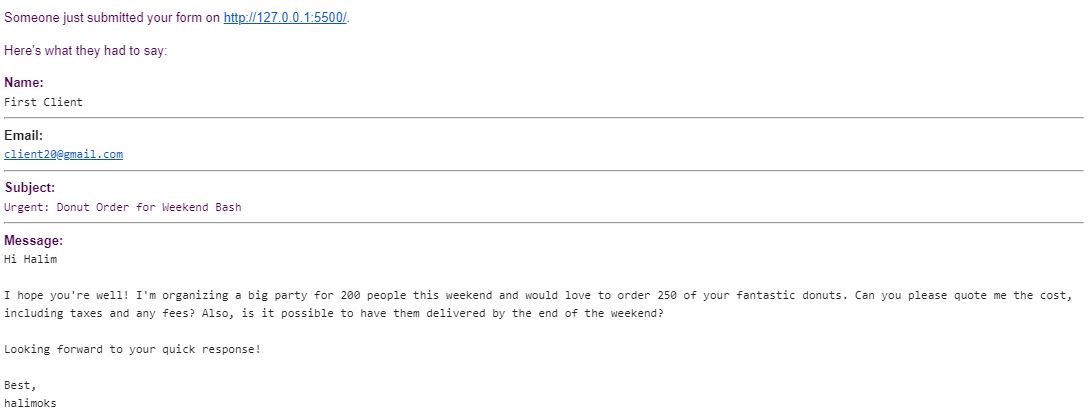 Someone just submitted your form on http://127.0.0.1:5500/.
Here's what they had to say:
Name:
First Client
Email:
client20@gmail.com
Subject:
Urgent: Donut Order for Weekend Bash
Message:
Hi Halim
I hope you're well! I'm organizing a big party for 200 people this weekend and would love to order 250 of your fantastic donuts. Can you please quote me the cost,
including taxes and any fees? Also, is it possible to have them delivered by the end of the weekend?
Looking forward to your quick response!
Best,
halimoks